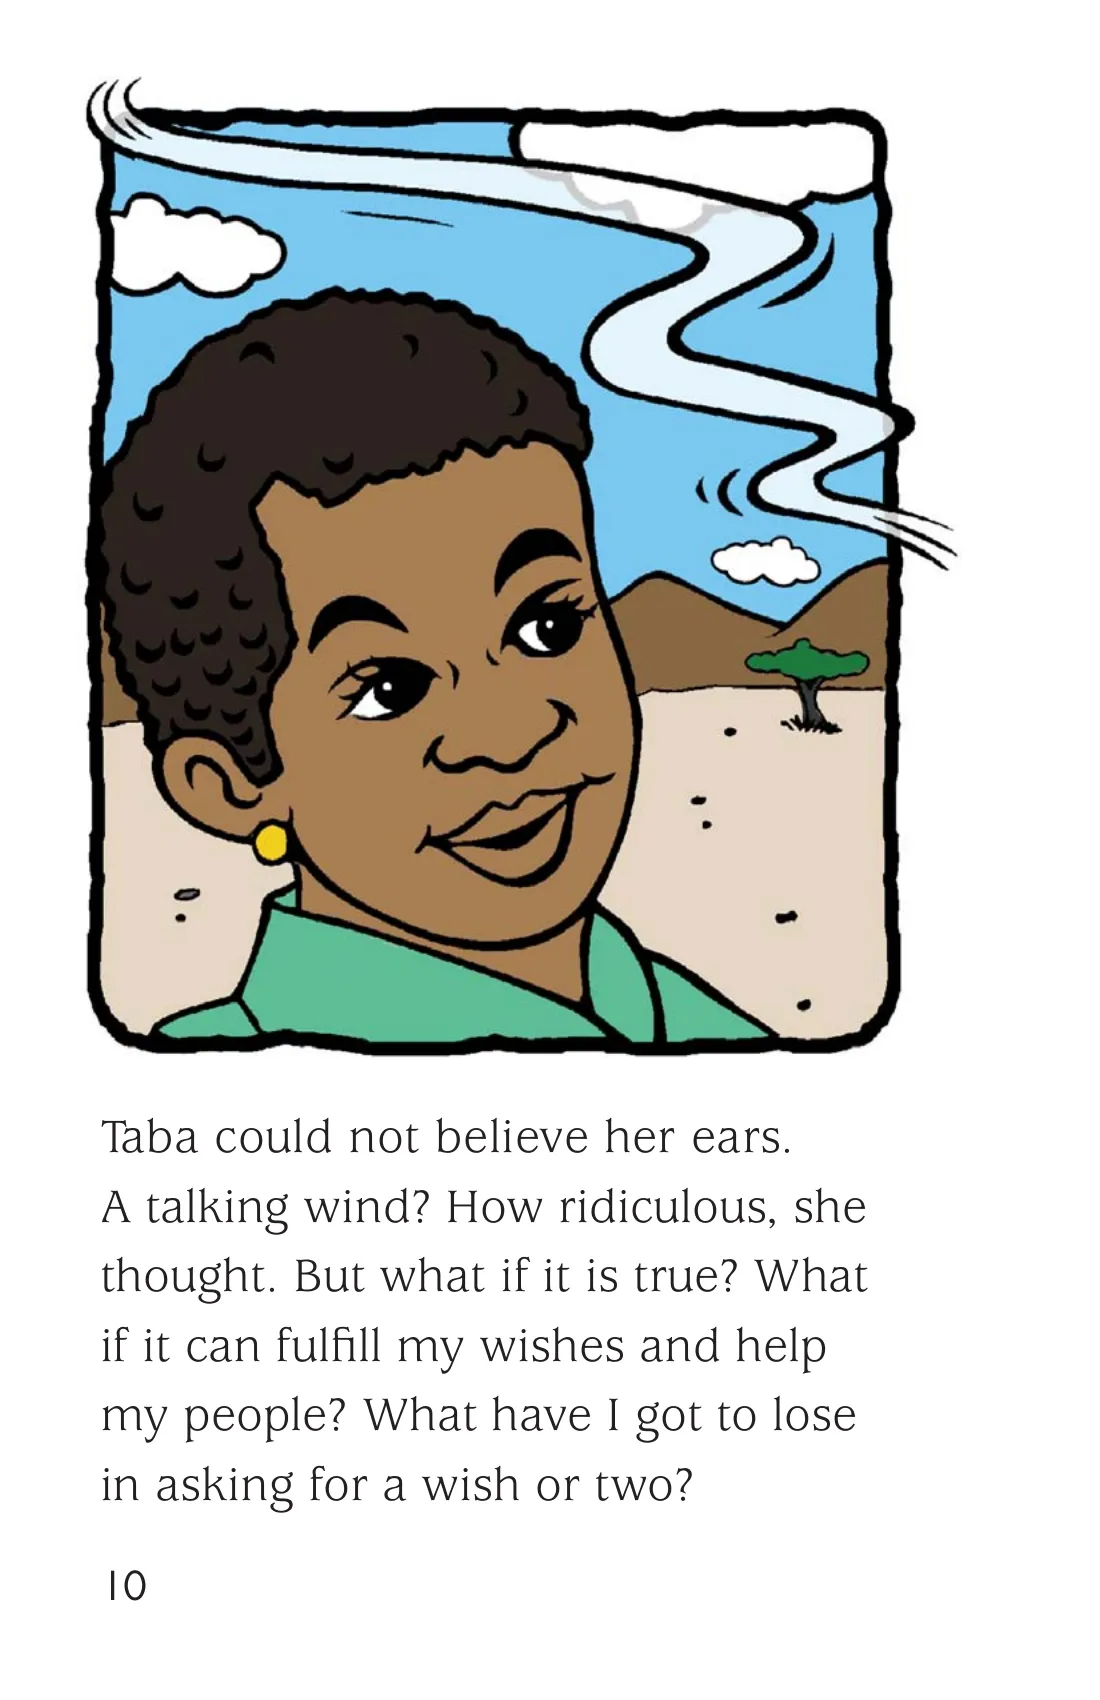 Taba could not believe her ears.
A talking wind? How ridiculous, she
thought. But what if it is true? What
if it can fulfill my wishes and help
my people? What have I got to lose
in asking for a wish or two?
10